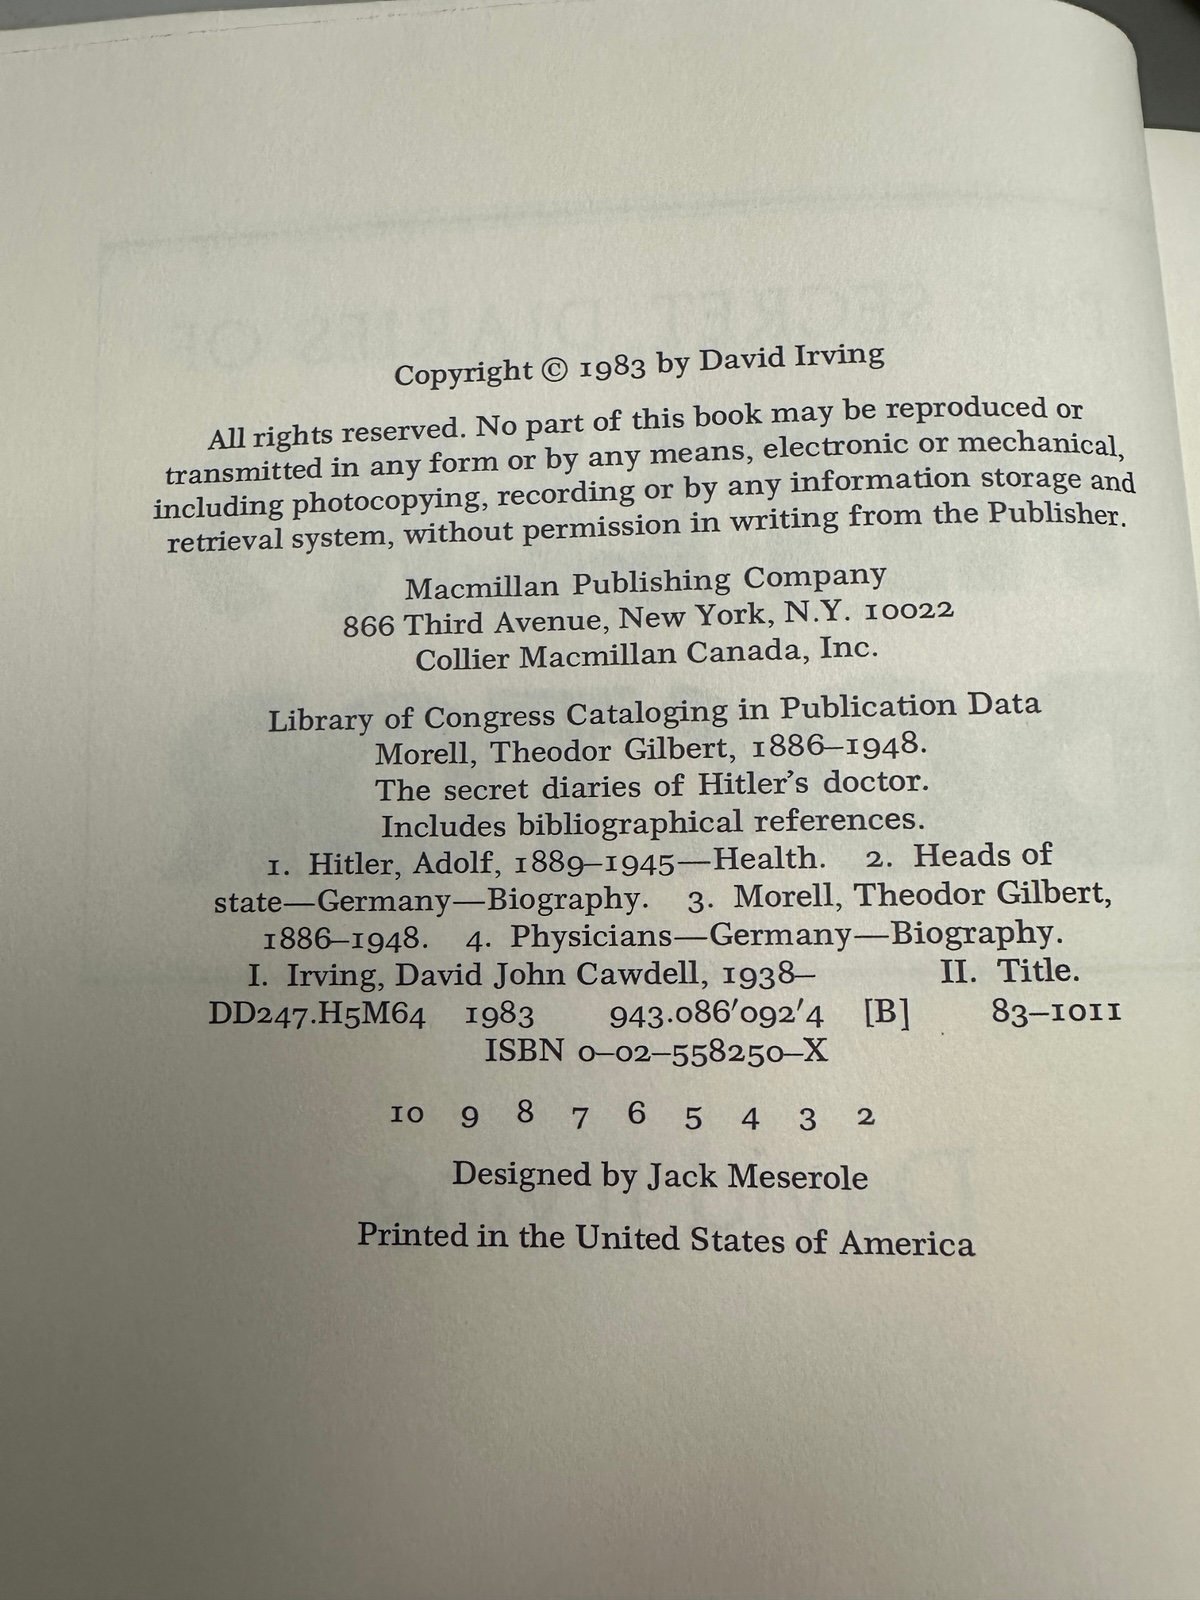 Copyright © 1983 by David Irving
All rights reserved. No part of this book may be reproduced or
transmitted in any form or by any means, electronic or mechanical,
including photocopying, recording or by any information storage and
retrieval system, without permission in writing from the Publisher.
Macmillan Publishing Company
866 Third Avenue, New York, N.Y. 10022
Collier Macmillan Canada, Inc.
Library of Congress Cataloging in Publication Data
Morell, Theodor Gilbert, 1886–1948.
The secret diaries of Hitler’s doctor.
Includes bibliographical references.
1. Hitler, Adolf, 1889–1945—Health. 2. Heads of
state—Germany—Biography. 3. Morell, Theodor Gilbert,
1886–1948. 4. Physicians—Germany—Biography.
I. Irving, David John Cawdell, 1938– II. Title.
DD247.H5M64 1983 943.086′092′4 [B] 83–1011
ISBN 0–02–558250–X
10 9 8 7 6 5 4 3 2
Designed by Jack Meserole
Printed in the United States of America